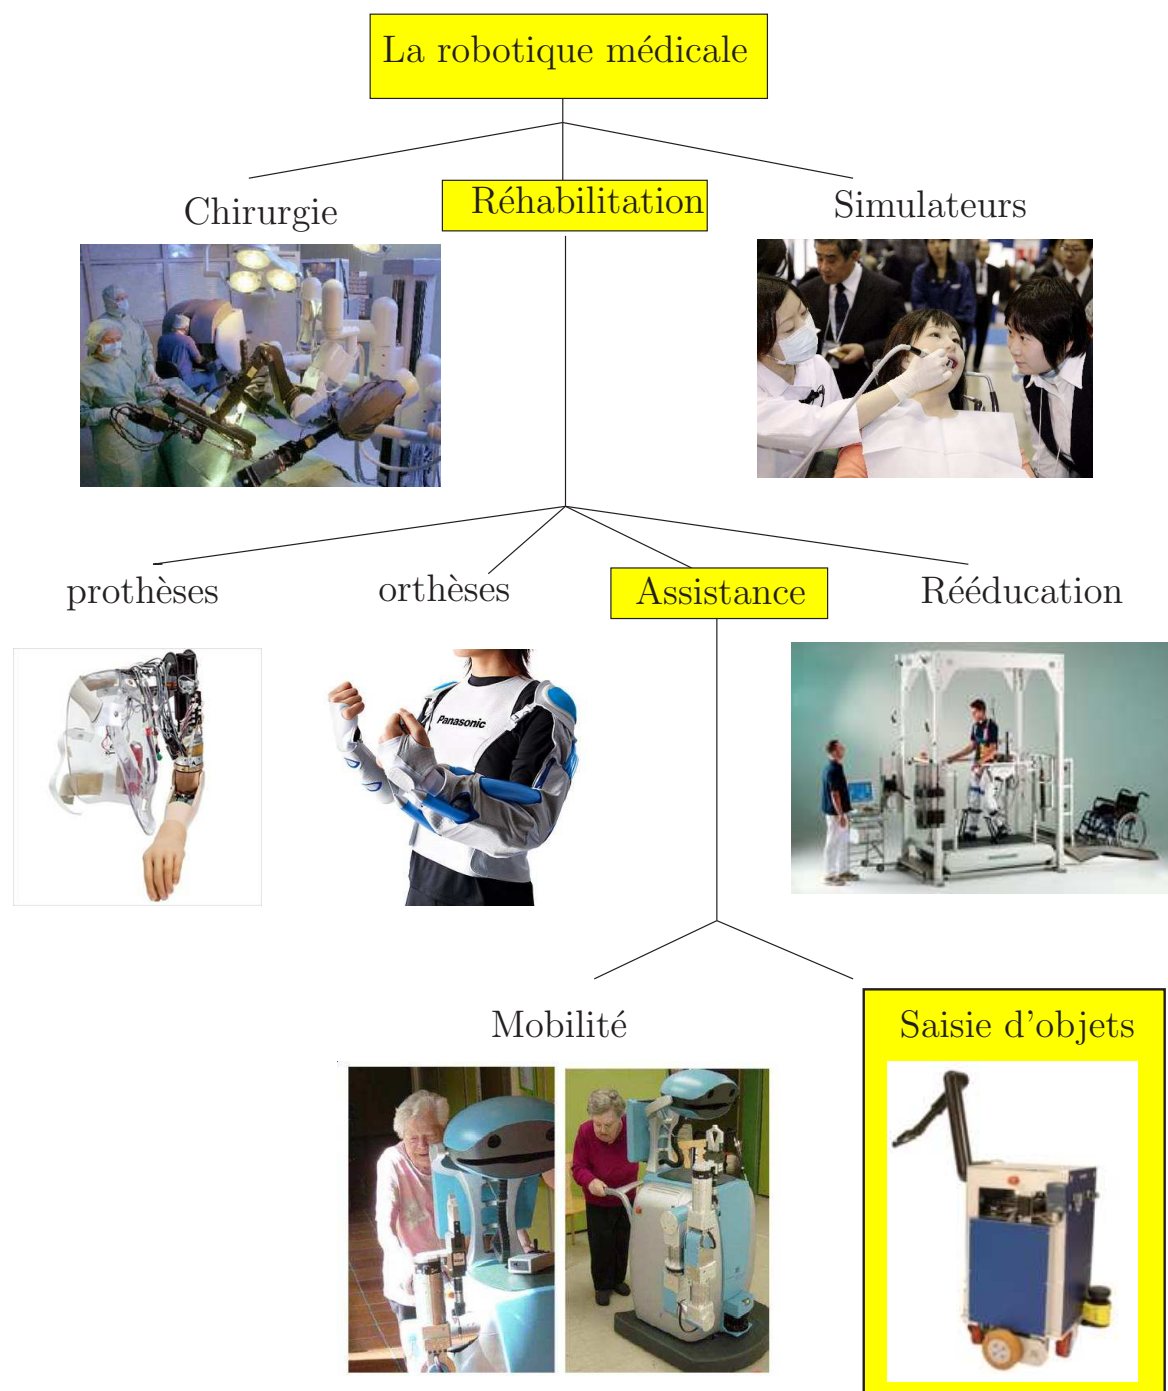 La robotique médicale
Chirurgie
Réhabilitation
Simulateurs
prothèses
orthèses
Assistance
Rééducation
Panasonic
Mobilité
Saisie d'objets